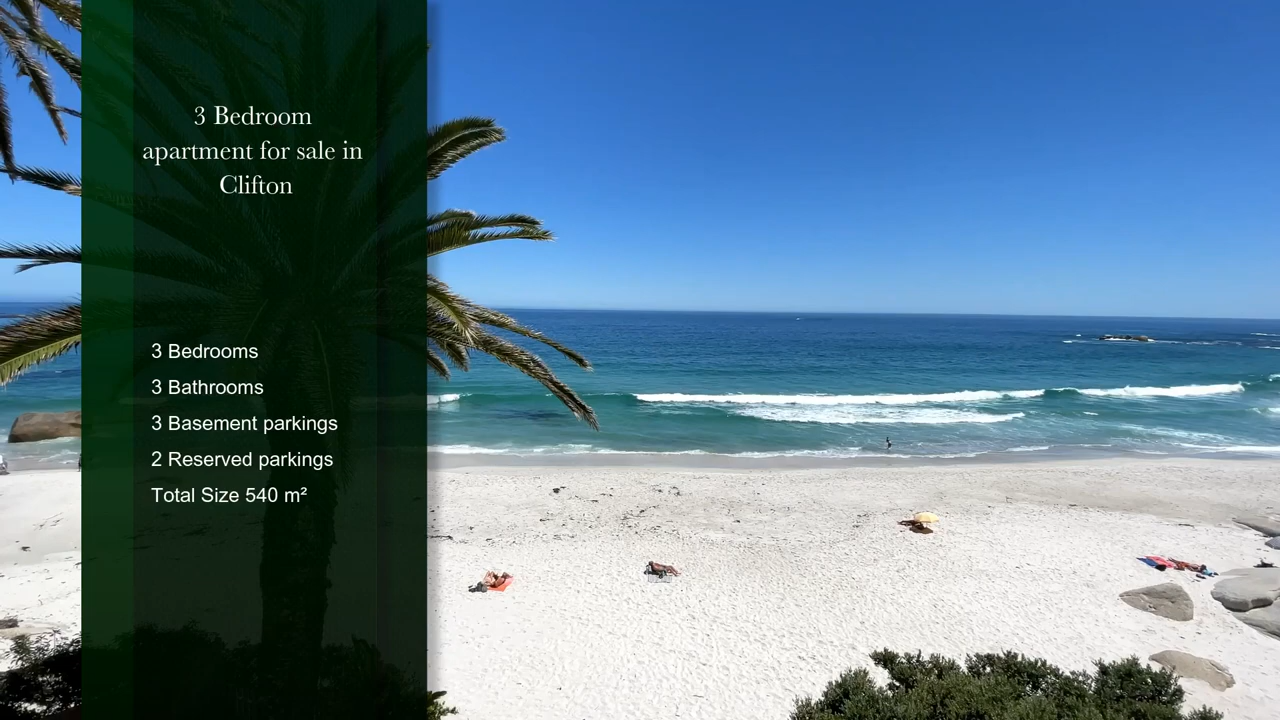 3 Bedroom
apartment for sale in
Clifton
3 Bedrooms
3 Bathrooms
3 Basement parkings
2 Reserved parkings
Total Size 540 m²